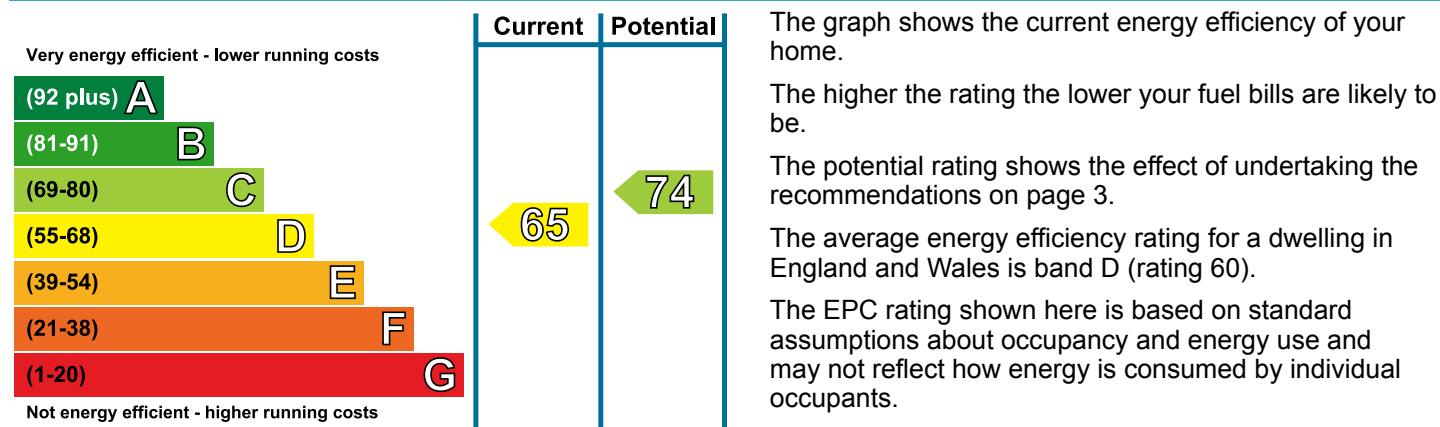 Current Potential
Very energy efficient - lower running costs
(92 plus) A
(81-91) B
(69-80) C
(55-68) D
(39-54) E
(21-38) F
(1-20) G
Not energy efficient - higher running costs
65
74
The graph shows the current energy efficiency of your
home.
The higher the rating the lower your fuel bills are likely to
be.
The potential rating shows the effect of undertaking the
recommendations on page 3.
The average energy efficiency rating for a dwelling in
England and Wales is band D (rating 60).
The EPC rating shown here is based on standard
assumptions about occupancy and energy use and
may not reflect how energy is consumed by individual
occupants.